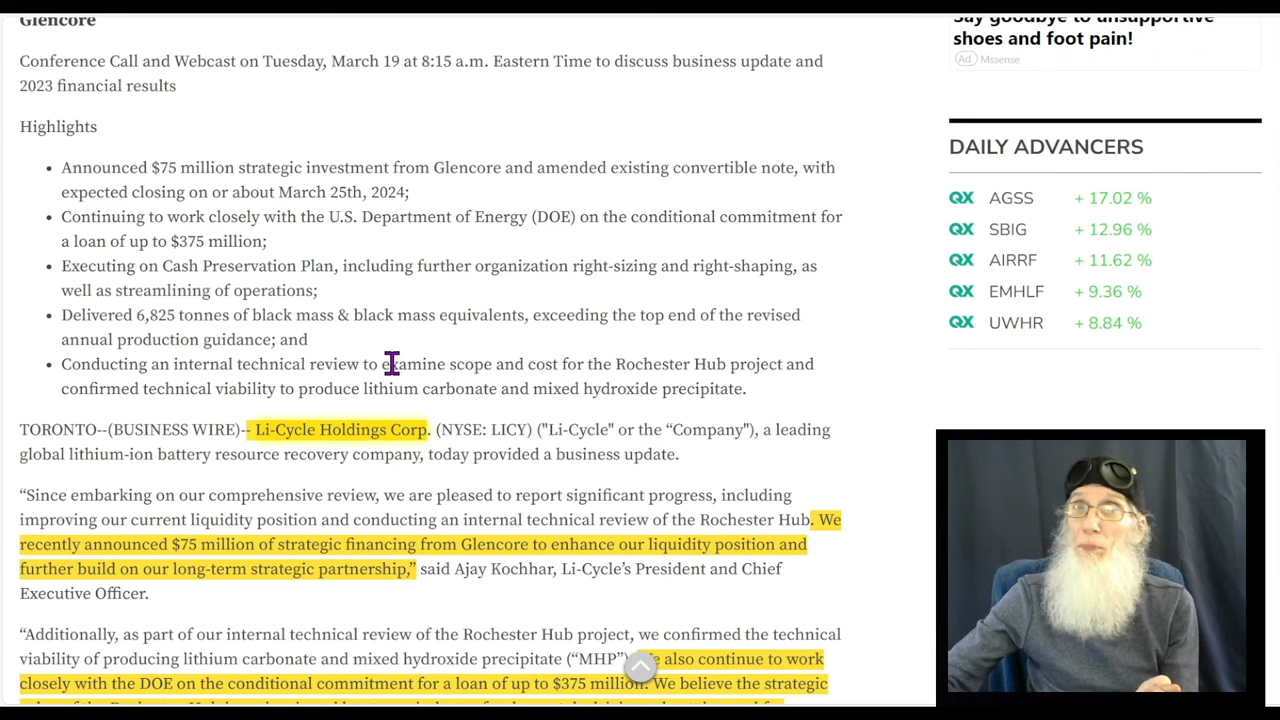 Glencore
Conference Call and Webcast on Tuesday, March 19 at 8:15 a.m. Eastern Time to discuss business update and
2023 financial results
Highlights
• Announced $75 million strategic investment from Glencore and amended existing convertible note, with
expected closing on or about March 25th, 2024;
• Continuing to work closely with the U.S. Department of Energy (DOE) on the conditional commitment for
a loan of up to $375 million;
• Executing on Cash Preservation Plan, including further organization right-sizing and right-shaping, as
well as streamlining of operations;
• Delivered 6,825 tonnes of black mass & black mass equivalents, exceeding the top end of the revised
annual production guidance; and
• Conducting an internal technical review to examine scope and cost for the Rochester Hub project and
confirmed technical viability to produce lithium carbonate and mixed hydroxide precipitate.
TORONTO--(BUSINESS WIRE)-- Li-Cycle Holdings Corp. (NYSE: LICY) ("Li-Cycle" or the “Company”), a leading
global lithium-ion battery resource recovery company, today provided a business update.
“Since embarking on our comprehensive review, we are pleased to report significant progress, including
improving our current liquidity position and conducting an internal technical review of the Rochester Hub. We
recently announced $75 million of strategic financing from Glencore to enhance our liquidity position and
further build on our long-term strategic partnership,” said Ajay Kochhar, Li-Cycle’s President and Chief
Executive Officer.
“Additionally, as part of our internal technical review of the Rochester Hub project, we confirmed the technical
viability of producing lithium carbonate and mixed hydroxide precipitate (“MHP”) also continue to work
closely with the DOE on the conditional commitment for a loan of up to $375 million. We believe the strategic
Say goodbye to unsupportive
shoes and foot pain!
Ad Mssense
DAILY ADVANCERS
QX AGSS + 17.02 %
QX SBIG + 12.96 %
QX AIRRF + 11.62 %
QX EMHLF + 9.36 %
QX UWHR + 8.84 %